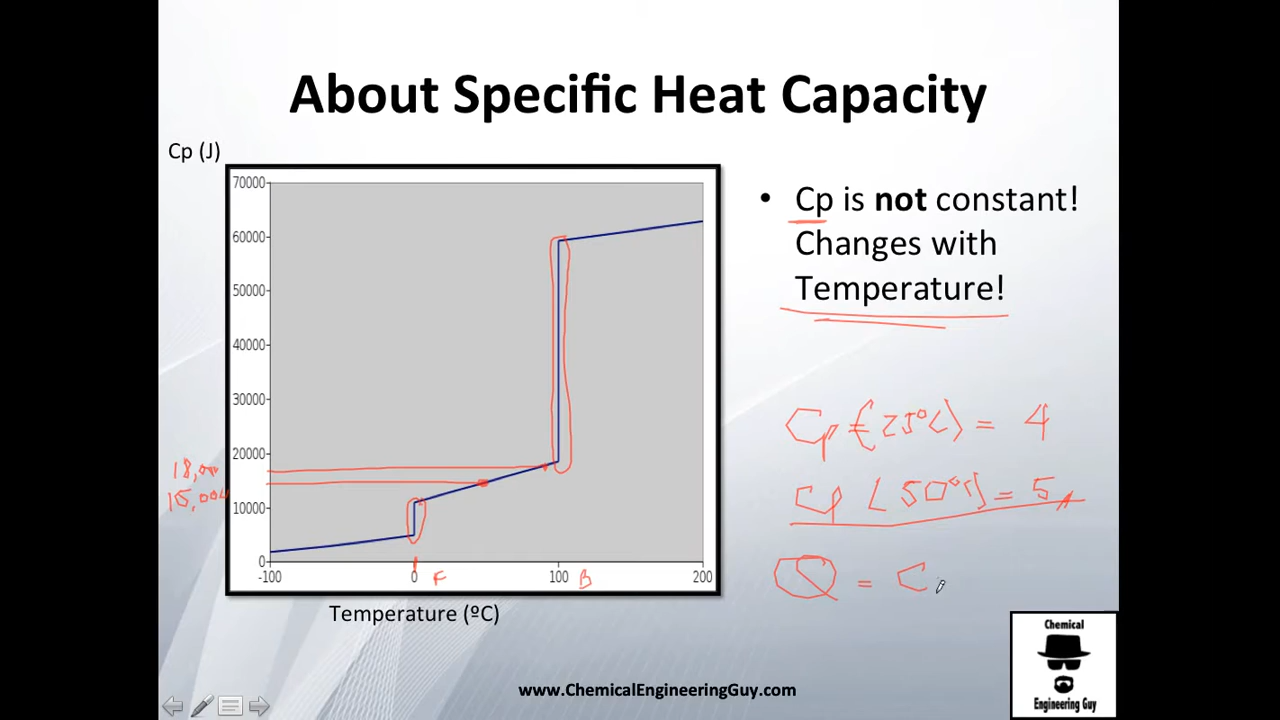 About Specific Heat Capacity
Cp (J)
70000
60000
50000
40000
30000
20000
10000
0
-100 0 100 200
F B
Temperature (ºC)
15,000
• Cp is not constant!
Changes with
Temperature!
Cp (25°C) = 4
Cp (50°C) = 5
Q = C
Chemical
Engineering Guy
www.ChemicalEngineeringGuy.com